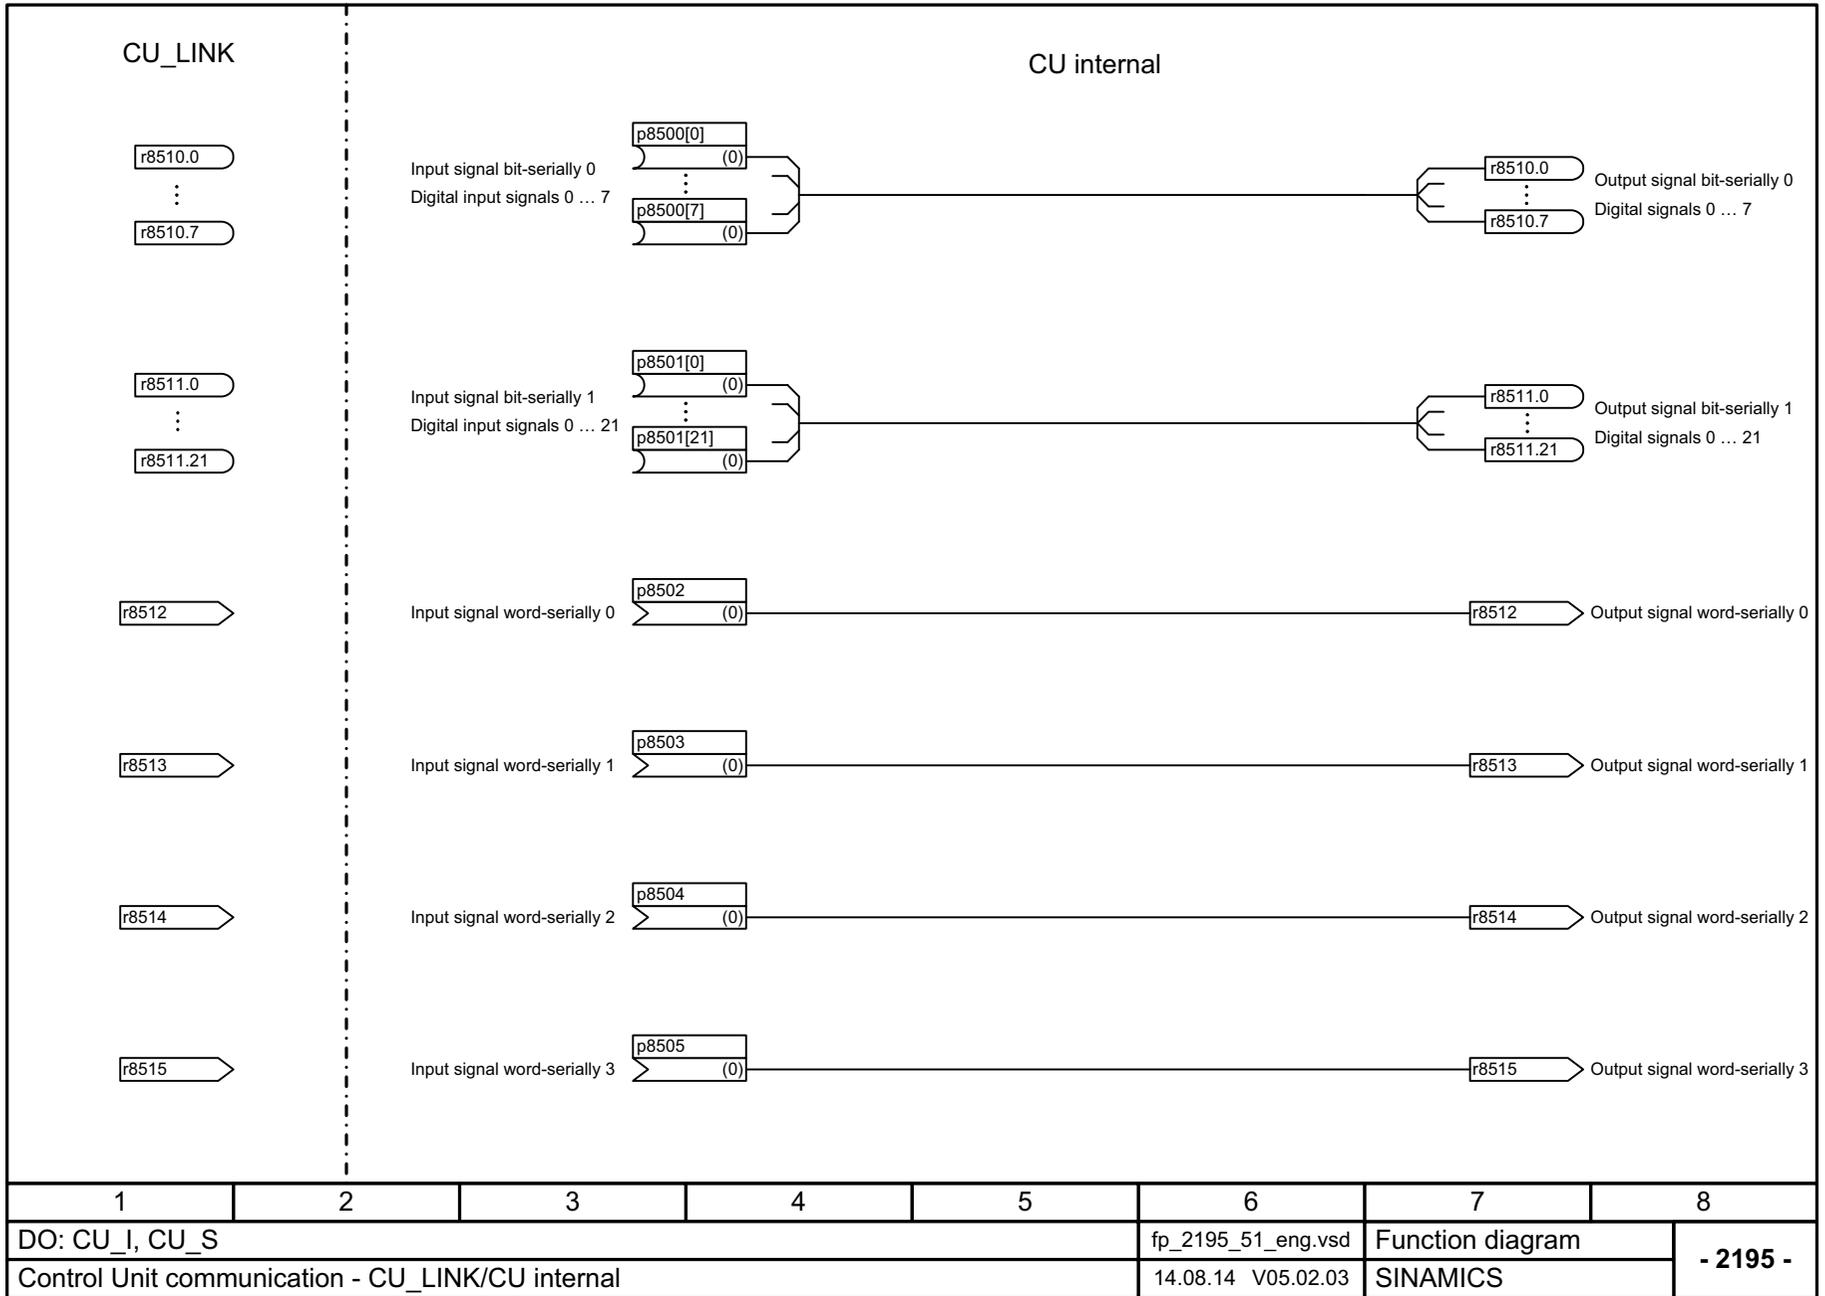 CU_LINK
CU internal
r8510.0
r8510.7
Input signal bit-serially 0
Digital input signals 0 … 7
p8500[0]
(0)
p8500[7]
(0)
r8510.0
r8510.7
Output signal bit-serially 0
Digital signals 0 … 7
r8511.0
r8511.21
Input signal bit-serially 1
Digital input signals 0 … 21
p8501[0]
(0)
p8501[21]
(0)
r8511.0
r8511.21
Output signal bit-serially 1
Digital signals 0 … 21
r8512
Input signal word-serially 0
p8502
(0)
r8512
Output signal word-serially 0
r8513
Input signal word-serially 1
p8503
(0)
r8513
Output signal word-serially 1
r8514
Input signal word-serially 2
p8504
(0)
r8514
Output signal word-serially 2
r8515
Input signal word-serially 3
p8505
(0)
r8515
Output signal word-serially 3
1 2 3 4 5 6 7 8
DO: CU_I, CU_S
fp_2195_51_eng.vsd
Function diagram
- 2195 -
Control Unit communication - CU_LINK/CU internal
14.08.14 V05.02.03
SINAMICS